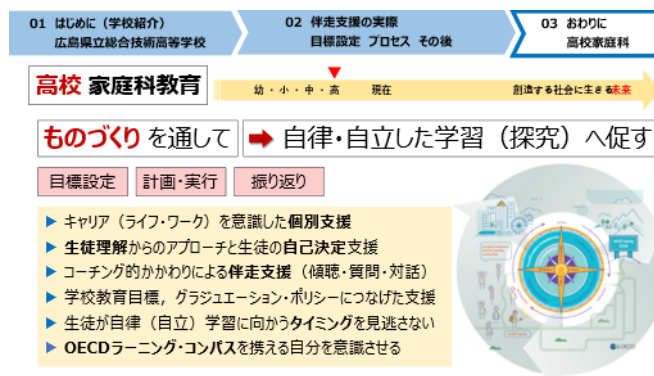 01 はじめに（学校紹介）
広島県立総合技術高等学校
02 伴走支援の実際
目標設定 プロセス その後
03 おわりに
高校家庭科
高校 家庭科教育
幼・小・中・高 現在 創造する社会に生きる未来
ものづくり を通して ➡ 自律・自立した学習（探究）へ促す
目標設定 計画・実行 振り返り
▶ キャリア（ライフ・ワーク）を意識した個別支援
▶ 生徒理解からのアプローチと生徒の自己決定支援
▶ コーチング的かかわりによる伴走支援（傾聴・質問・対話）
▶ 学校教育目標，グラジュエーション・ポリシーにつなげた支援
▶ 生徒が自律（自立）学習に向かうタイミングを見逃さない
▶ OECDラーニング・コンパスを携える自分を意識させる
OECD